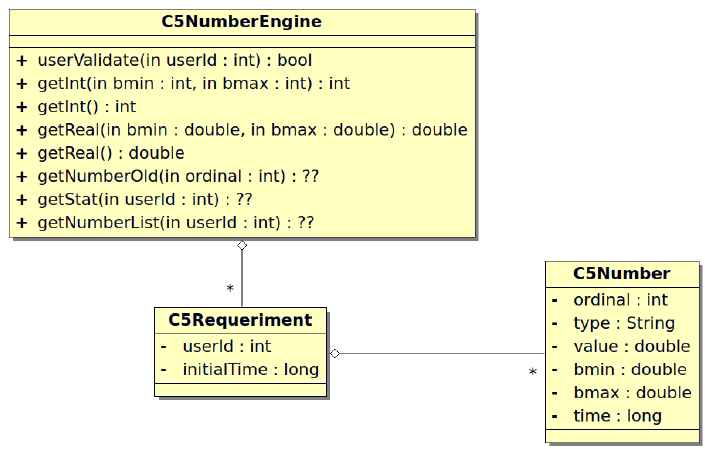 C5NumberEngine
+ userValidate(in userId : int) : bool
+ getInt(in bmin : int, in bmax : int) : int
+ getInt() : int
+ getReal(in bmin : double, in bmax : double) : double
+ getReal() : double
+ getNumberOld(in ordinal : int) : ??
+ getStat(in userId : int) : ??
+ getNumberList(in userId : int) : ??
*
C5Requeriment
- userId : int
- initialTime : long
*
C5Number
- ordinal : int
- type : String
- value : double
- bmin : double
- bmax : double
- time : long